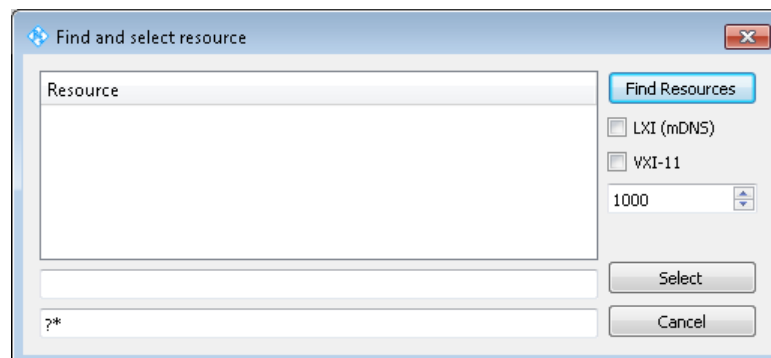 Find and select resource
Resource
Find Resources
LXI (mDNS)
VXI-11
1000
Select
?*
Cancel